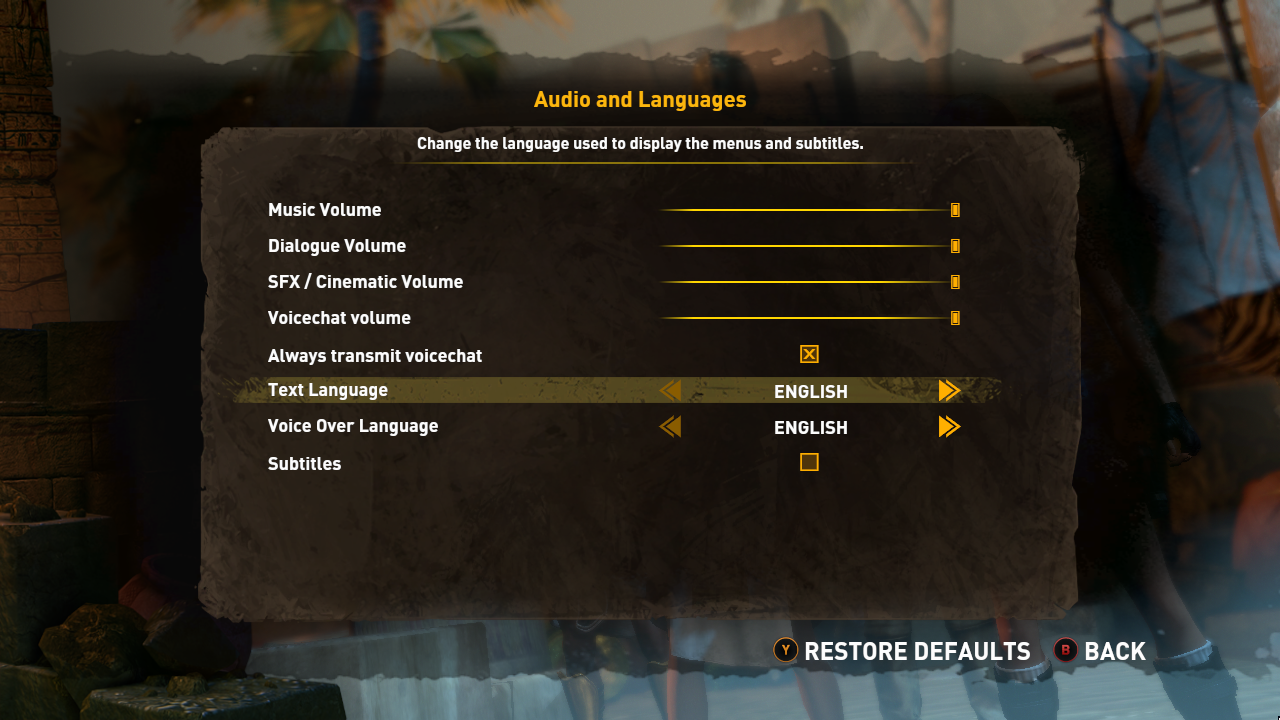 Audio and Languages
Change the language used to display the menus and subtitles.
Music Volume
Dialogue Volume
SFX / Cinematic Volume
Voicechat volume
Always transmit voicechat
Text Language ENGLISH
Voice Over Language ENGLISH
Subtitles
Y RESTORE DEFAULTS B BACK